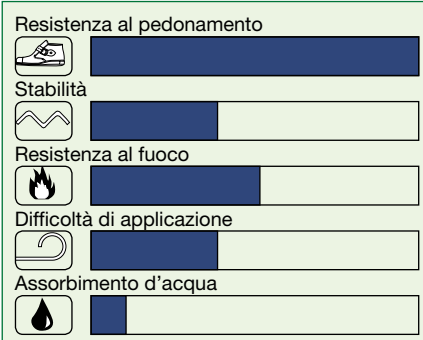 Resistenza al pedonamento
Stabilità
Resistenza al fuoco
Difficoltà di applicazione
Assorbimento d'acqua